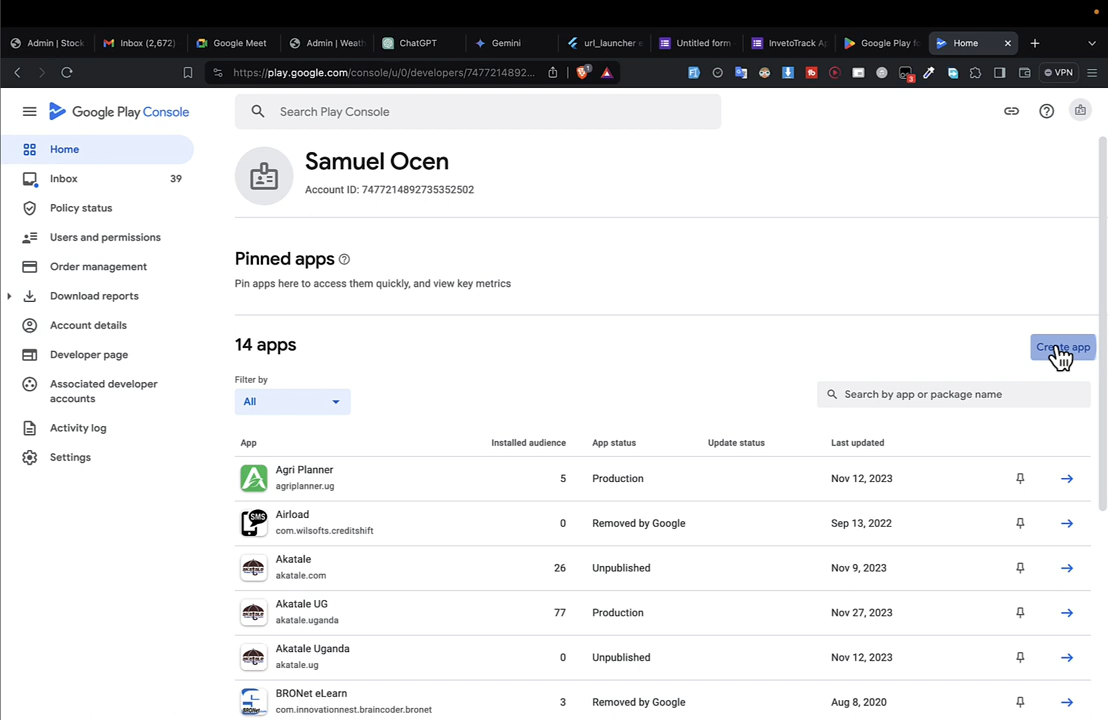 Admin | Stock
Inbox (2,672)
Google Meet
Admin | Weath
ChatGPT
Gemini
url_launcher e
Untitled form
InvetoTrack Ap
Google Play fo
Home
https://play.google.com/console/u/0/developers/7477214892...
1
3
VPN
Google Play Console
Search Play Console
Home
Inbox 39
Policy status
Users and permissions
Order management
Download reports
Account details
Developer page
Associated developer
accounts
Activity log
Settings
Samuel Ocen
Account ID: 7477214892735352502
Pinned apps
Pin apps here to access them quickly, and view key metrics
14 apps
Create app
Filter by
All
Search by app or package name
App Installed audience App status Update status Last updated
Agri Planner
agriplanner.ug
5 Production Nov 12, 2023
SMS
Airload
com.wilsofts.creditshift
0 Removed by Google Sep 13, 2022
Akatale
akatale.com
26 Unpublished Nov 9, 2023
Akatale UG
akatale.uganda
77 Production Nov 27, 2023
Akatale Uganda
akatale.ug
0 Unpublished Nov 12, 2023
BRONet eLearn
com.innovationnest.braincoder.bronet
3 Removed by Google Aug 8, 2020